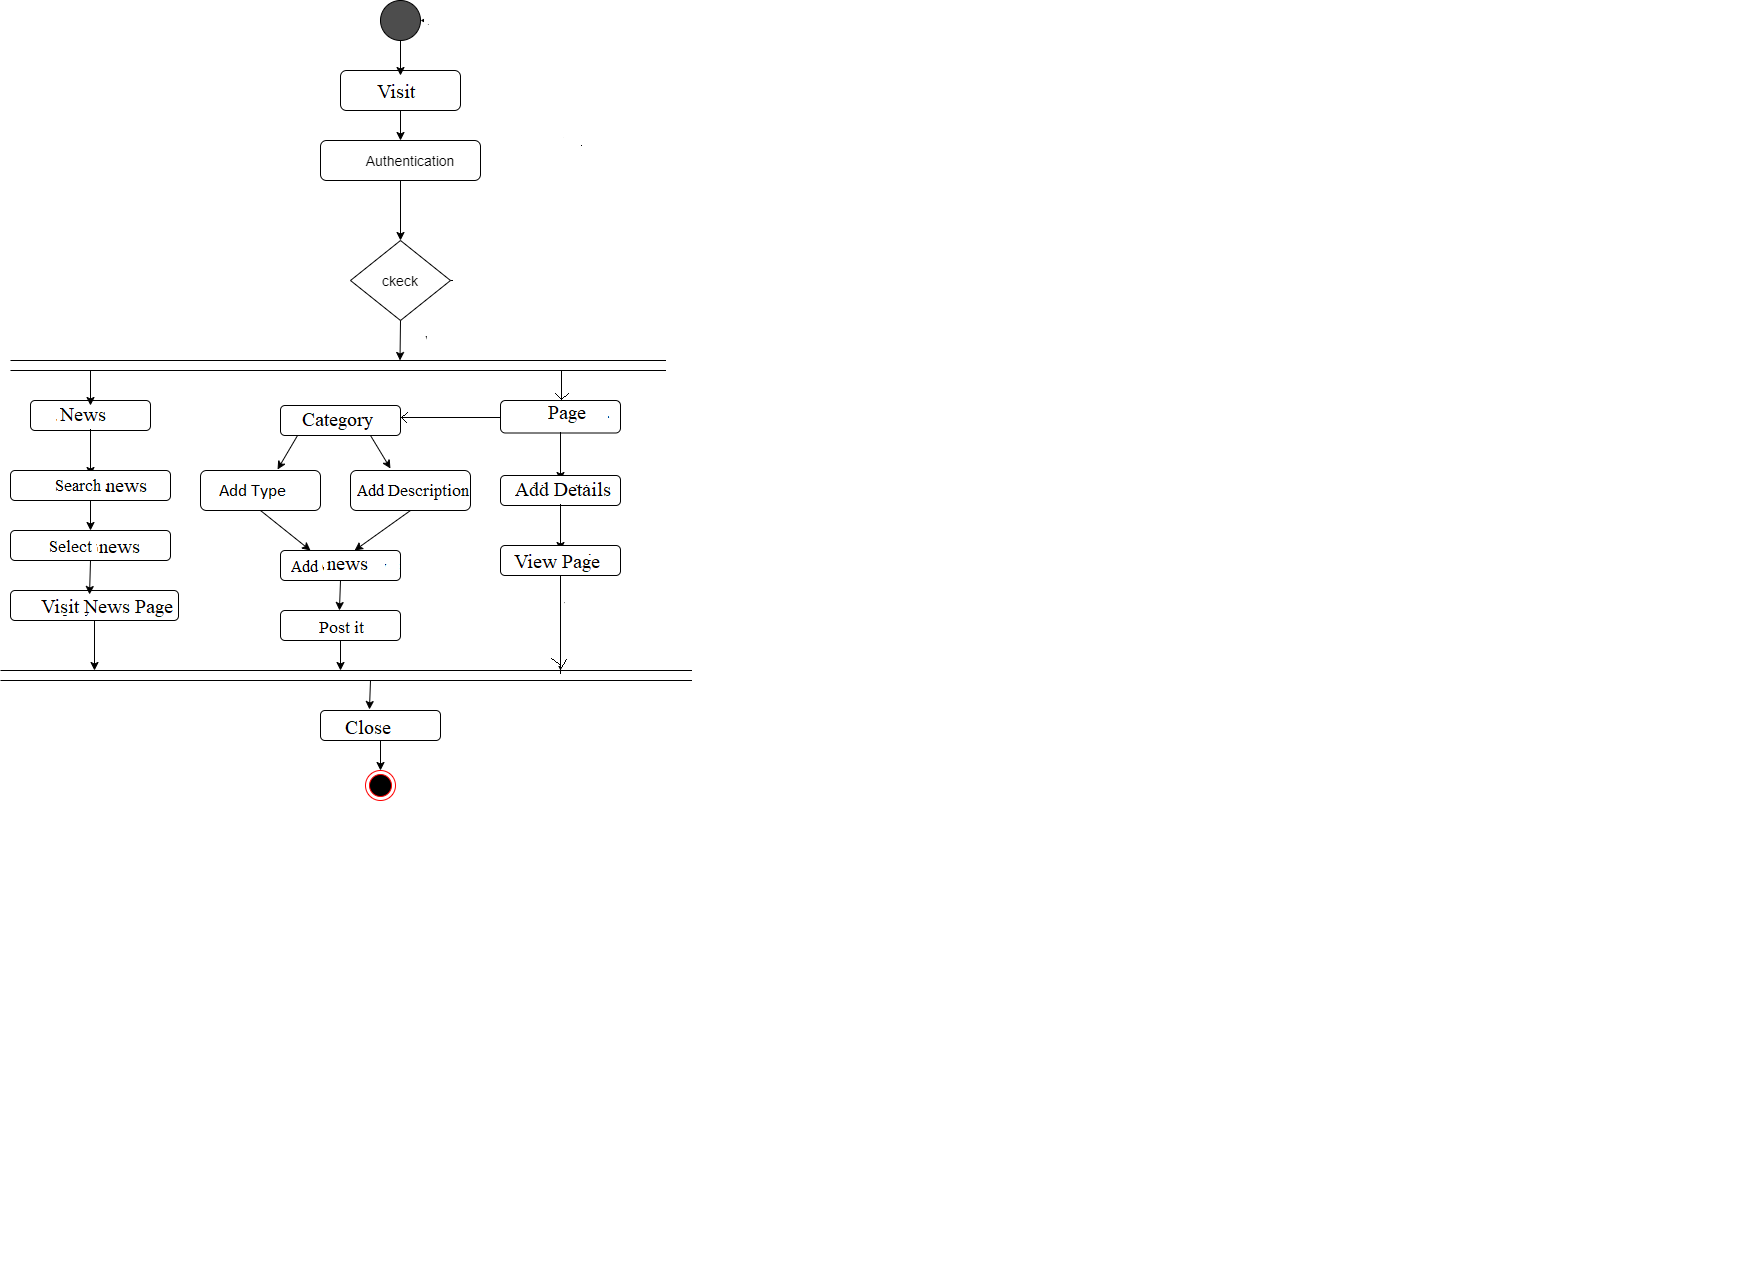 Visit
Authentication
ckeck
News
Category
Page
Search news
Add Type
Add Description
Add Details
Select news
Add news
View Page
Visit News Page
Post it
Close